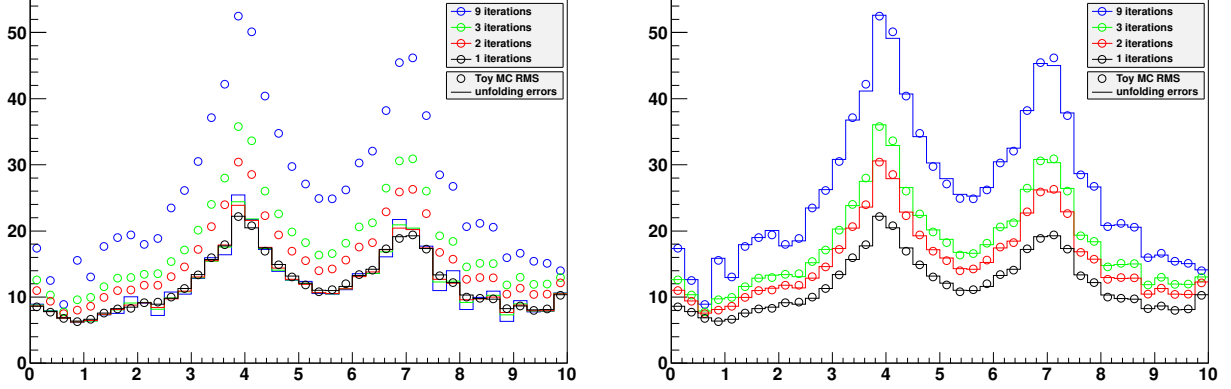 50
40
30
20
10
0
0 1 2 3 4 5 6 7 8 9 10
9 iterations
3 iterations
2 iterations
1 iterations
Toy MC RMS
unfolding errors
50
40
30
20
10
0
0 1 2 3 4 5 6 7 8 9 10
9 iterations
3 iterations
2 iterations
1 iterations
Toy MC RMS
unfolding errors